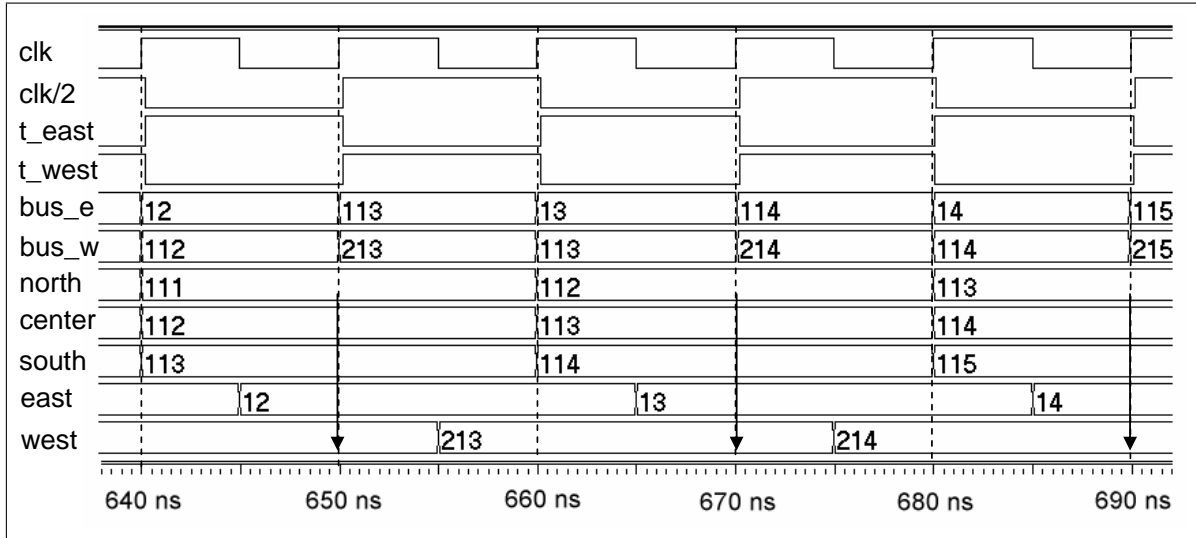 clk
clk/2
t_east
t_west
bus_e 12 113 13 114 14 115
bus_w 112 213 113 214 114 215
north 111 112 113
center 112 113 114
south 113 114 115
east 12 13 14
west 213 214
640 ns 650 ns 660 ns 670 ns 680 ns 690 ns